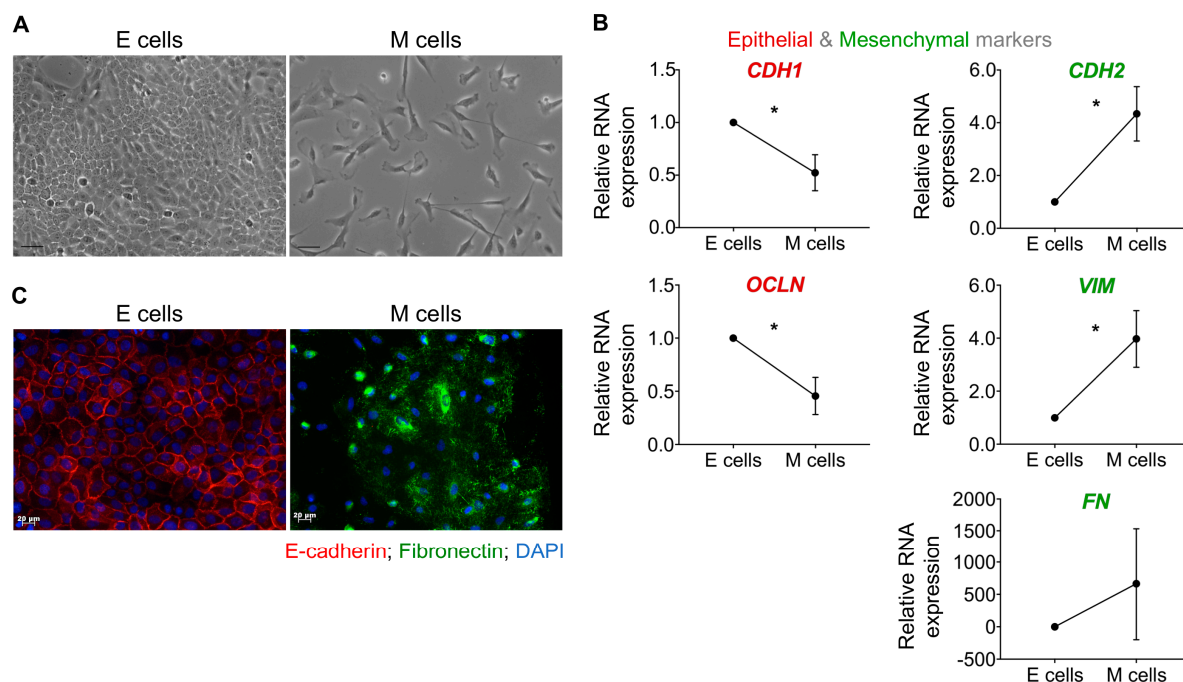 A
E cells
M cells
C
E cells
M cells
20 µm
20 µm
E-cadherin; Fibronectin; DAPI
B
Epithelial & Mesenchymal markers
CDH1
Relative RNA
expression
1.5
1.0
0.5
0.0
*
E cells
M cells
CDH2
Relative RNA
expression
6.0
4.0
2.0
0.0
*
E cells
M cells
OCLN
Relative RNA
expression
1.5
1.0
0.5
0.0
*
E cells
M cells
VIM
Relative RNA
expression
6.0
4.0
2.0
0.0
*
E cells
M cells
FN
Relative RNA
expression
2000
1500
1000
500
0
-500
E cells
M cells